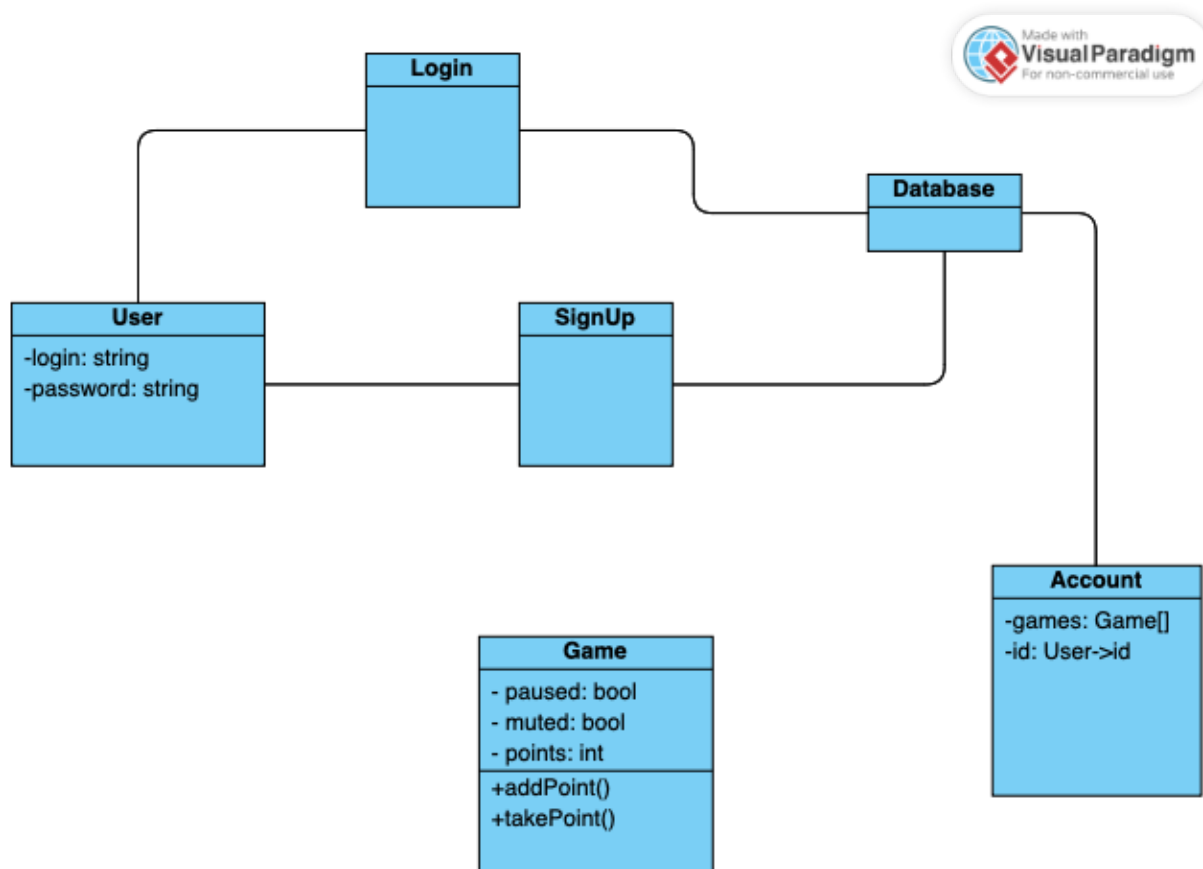 Made with
Visual Paradigm
For non-commercial use
Login
Database
User
-login: string
-password: string
SignUp
Account
-games: Game[]
-id: User->id
Game
- paused: bool
- muted: bool
- points: int
+addPoint()
+takePoint()